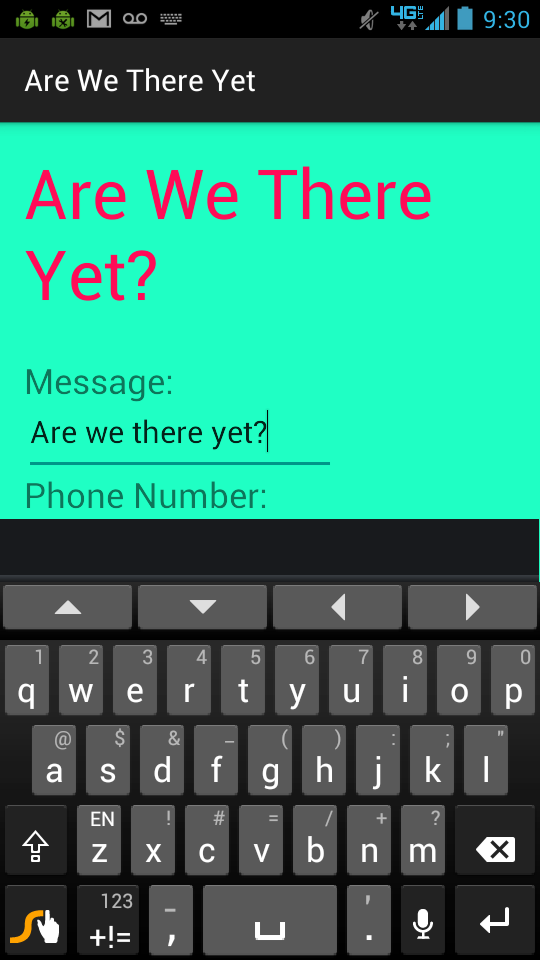 4G LTE 9:30
Are We There Yet
Are We There
Yet?
Message:
Are we there yet?
Phone Number:
1 2 3 4 5 6 7 8 9 0
q w e r t y u i o p
@ $ & _ ( ) : ; "
a s d f g h j k l
EN ! # = / + ?
z x c v b n m
123 - '
+!= , .